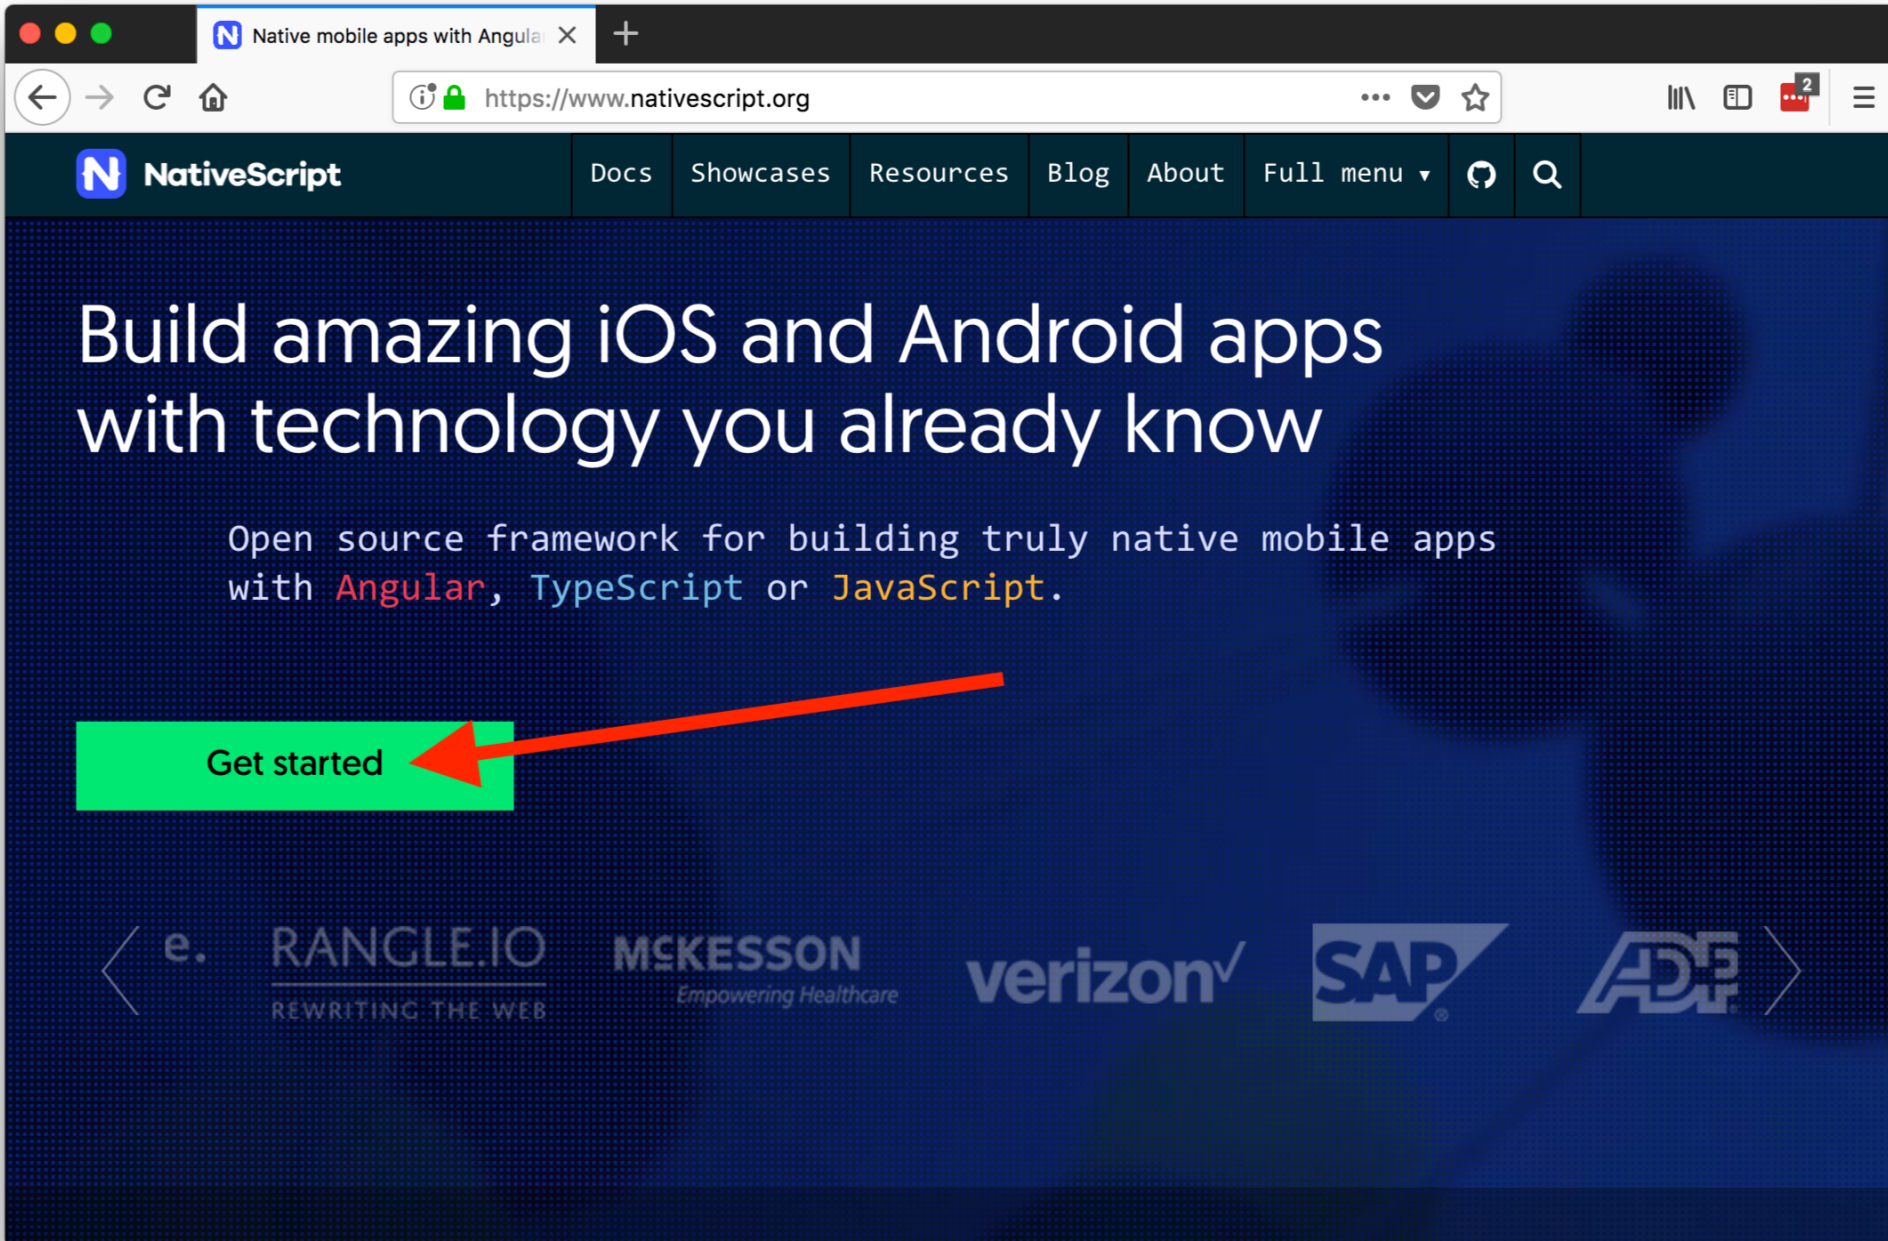 Native mobile apps with Angula
2
https://www.nativescript.org
NativeScript
Docs
Showcases
Resources
Blog
About
Full menu
Build amazing iOS and Android apps
with technology you already know
Open source framework for building truly native mobile apps
with Angular, TypeScript or JavaScript.
Get started
e.
RANGLE.IO
REWRITING THE WEB
MCKESSON
Empowering Healthcare
verizon
SAP
®
ADP